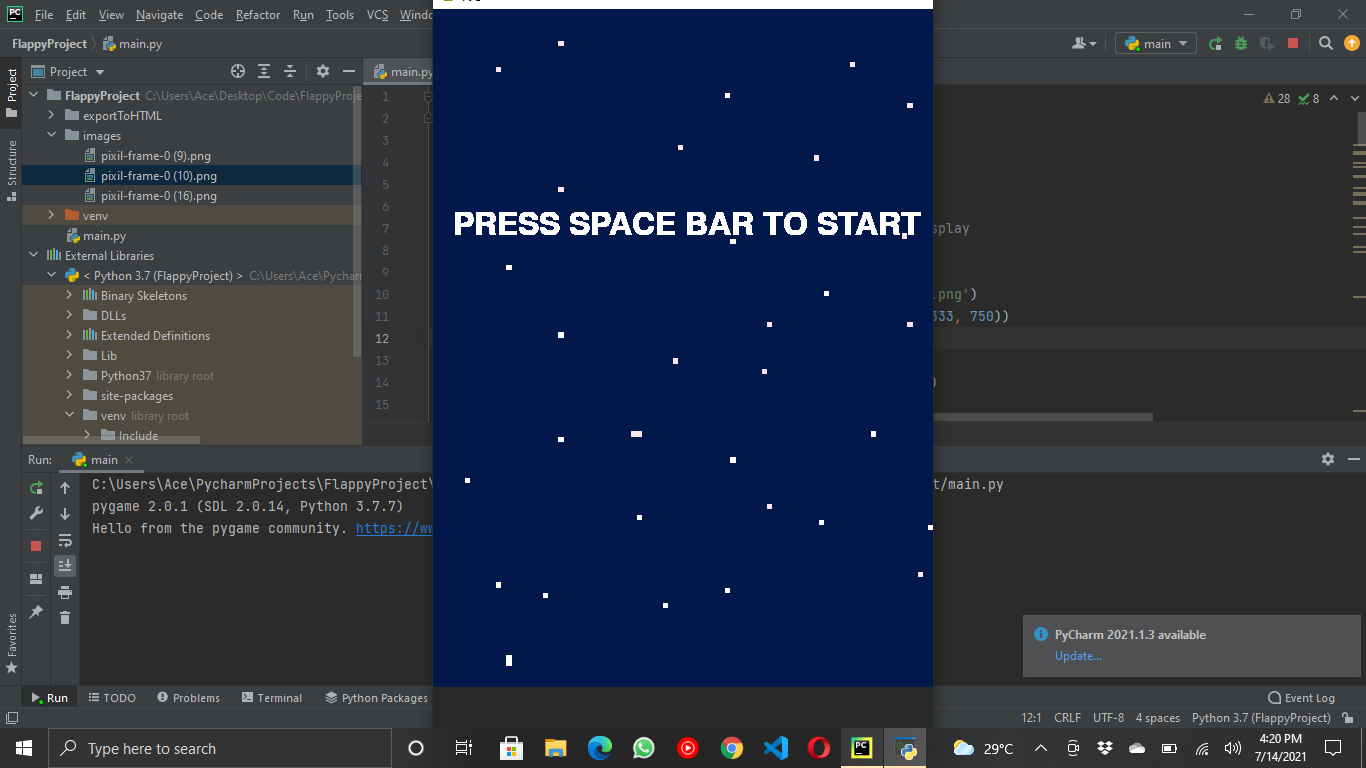 File Edit View Navigate Code Refactor Run Tools VCS
FlappyProject main.py
main
Project
Project
main.py
FlappyProject C:\Users\Ace\Desktop\Code\FlappyProje
exportToHTML
images
pixil-frame-0 (9).png
pixil-frame-0 (10).png
pixil-frame-0 (16).png
venv
main.py
External Libraries
< Python 3.7 (FlappyProject) > C:\Users\Ace\Pycharm
Binary Skeletons
DLLs
Extended Definitions
Lib
Python37 library root
site-packages
venv library root
Include
Structure
1
2
3
4
5
6
7
8
9
10
11
12
13
14
15
28 8
splay
.png')
333, 750))
)
PRESS SPACE BAR TO START
Run: main
C:\Users\Ace\PycharmProjects\FlappyProject\
t/main.py
pygame 2.0.1 (SDL 2.0.14, Python 3.7.7)
Hello from the pygame community. https://ww
Favorites
PyCharm 2021.1.3 available
Update...
Run TODO Problems Terminal Python Packages
Event Log
12:1 CRLF UTF-8 4 spaces Python 3.7 (FlappyProject)
Type here to search
29°C
4:20 PM
7/14/2021